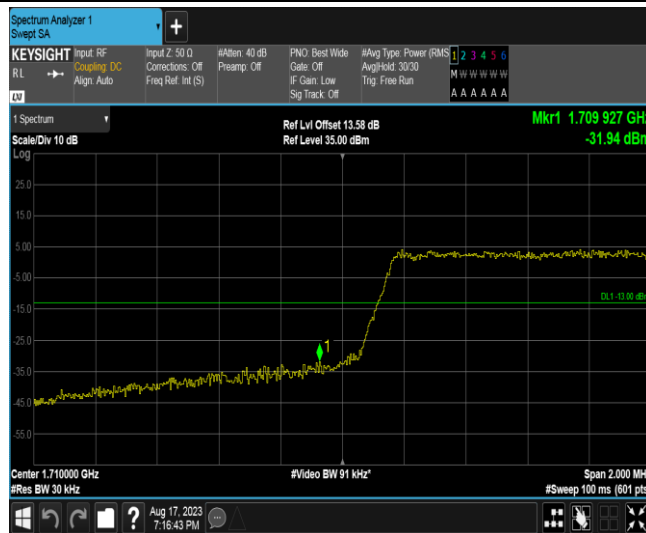 Spectrum Analyzer 1
Swept SA
+
KEYSIGHT Input: RF Input Z: 50 Ω #Atten: 40 dB PNO: Best Wide #Avg Type: Power (RMS 1 2 3 4 5 6
RL Coupling: DC Corrections: Off Preamp: Off Gate: Off Avg|Hold: 30/30 M W W W W W
Align: Auto Freq Ref: Int (S) IF Gain: Low Trig: Free Run
Sig Track: Off A A A A A A
1 Spectrum
Scale/Div 10 dB
Ref Lvl Offset 13.58 dB
Ref Level 35.00 dBm
Mkr1 1.709 927 GHz
-31.94 dBm
Log
25.0
15.0
5.00
-5.00
DL1 -13.00 dBm
-15.0
-25.0
1
-35.0
-45.0
-55.0
Center 1.710000 GHz #Video BW 91 kHz* Span 2.000 MH
#Res BW 30 kHz #Sweep 100 ms (601 pts
? Aug 17, 2023
7:16:43 PM